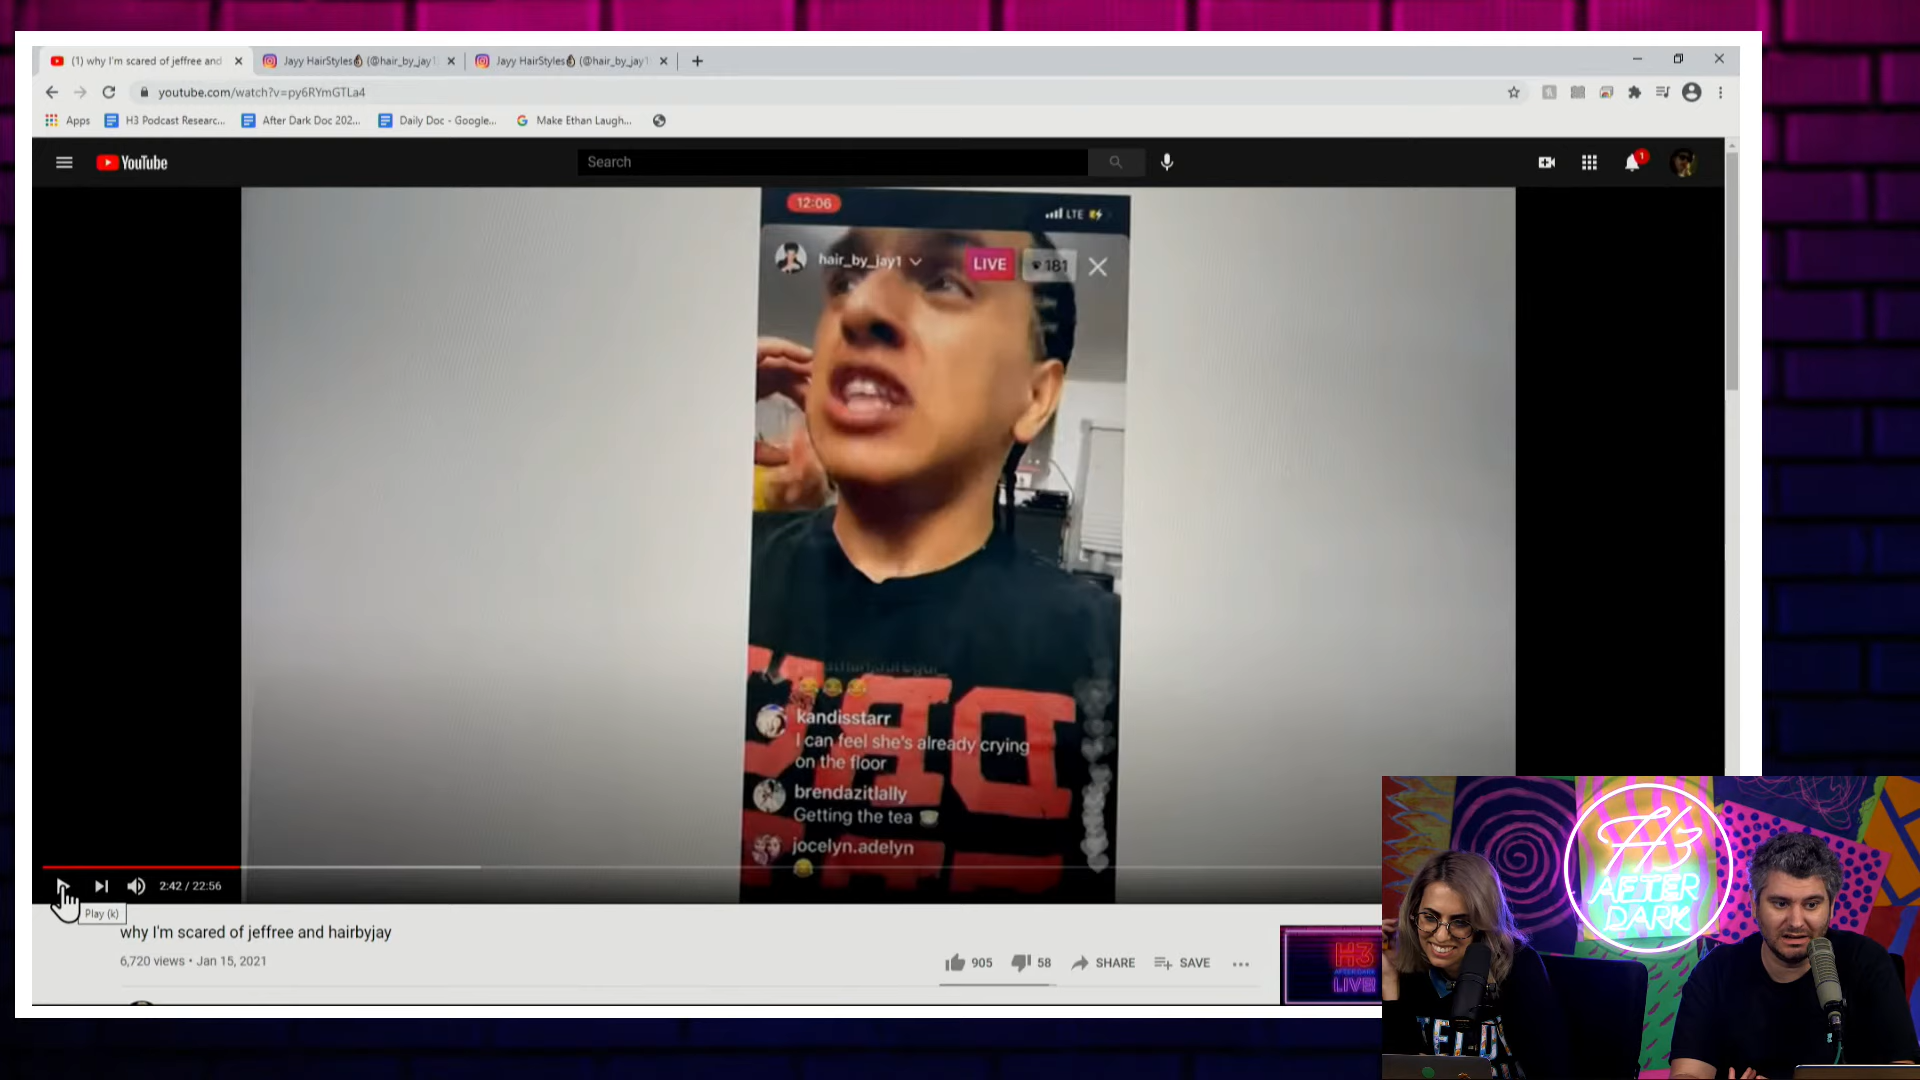 (1) why I'm scared of jeffree and
Jayy HairStyles💇🏻‍♂️ (@hair_by_jay1
Jayy HairStyles💇🏻‍♂️ (@hair_by_jay1
youtube.com/watch?v=py6RYmGTLa4
Apps
H3 Podcast Researc...
After Dark Doc 202...
Daily Doc - Google...
Make Ethan Laugh...
YouTube
Search
1
12:06
LTE
hair_by_jay1
LIVE
181
😂😂😂
kandisstarr
I can feel she's already crying
on the floor
brendazitlally
Getting the tea 🍵
jocelyn.adelyn
😂
2:42 / 22:56
Play (k)
why I'm scared of jeffree and hairbyjay
6,720 views • Jan 15, 2021
905
58
SHARE
SAVE
H3
AFTER DARK
LIVE!
H3
AFTER
DARK